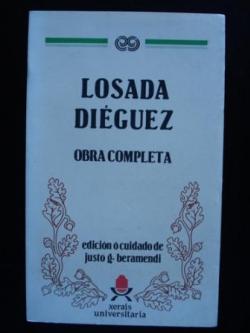 LOSADA
DIÉGUEZ
OBRA COMPLETA
edición ó cuidado de
justo g. beramendi
xerais
universitaria